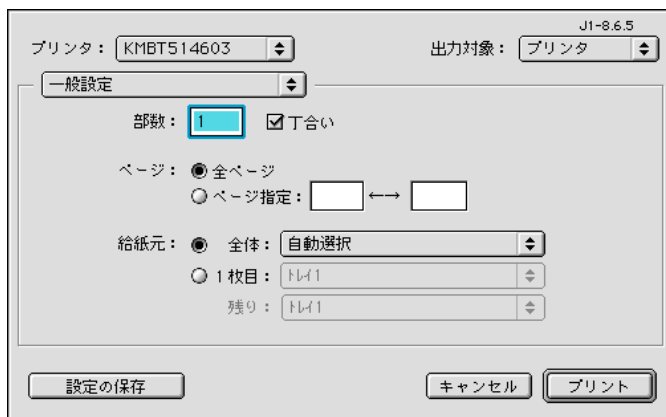 J1-8.6.5
プリンタ： KMBT514603 出力対象： プリンタ
一般設定
部数： 1 丁合い
ページ： 全ページ
ページ指定： ←→
給紙元： 全体： 自動選択
1枚目： トレイ1
残り： トレイ1
設定の保存 キャンセル プリント